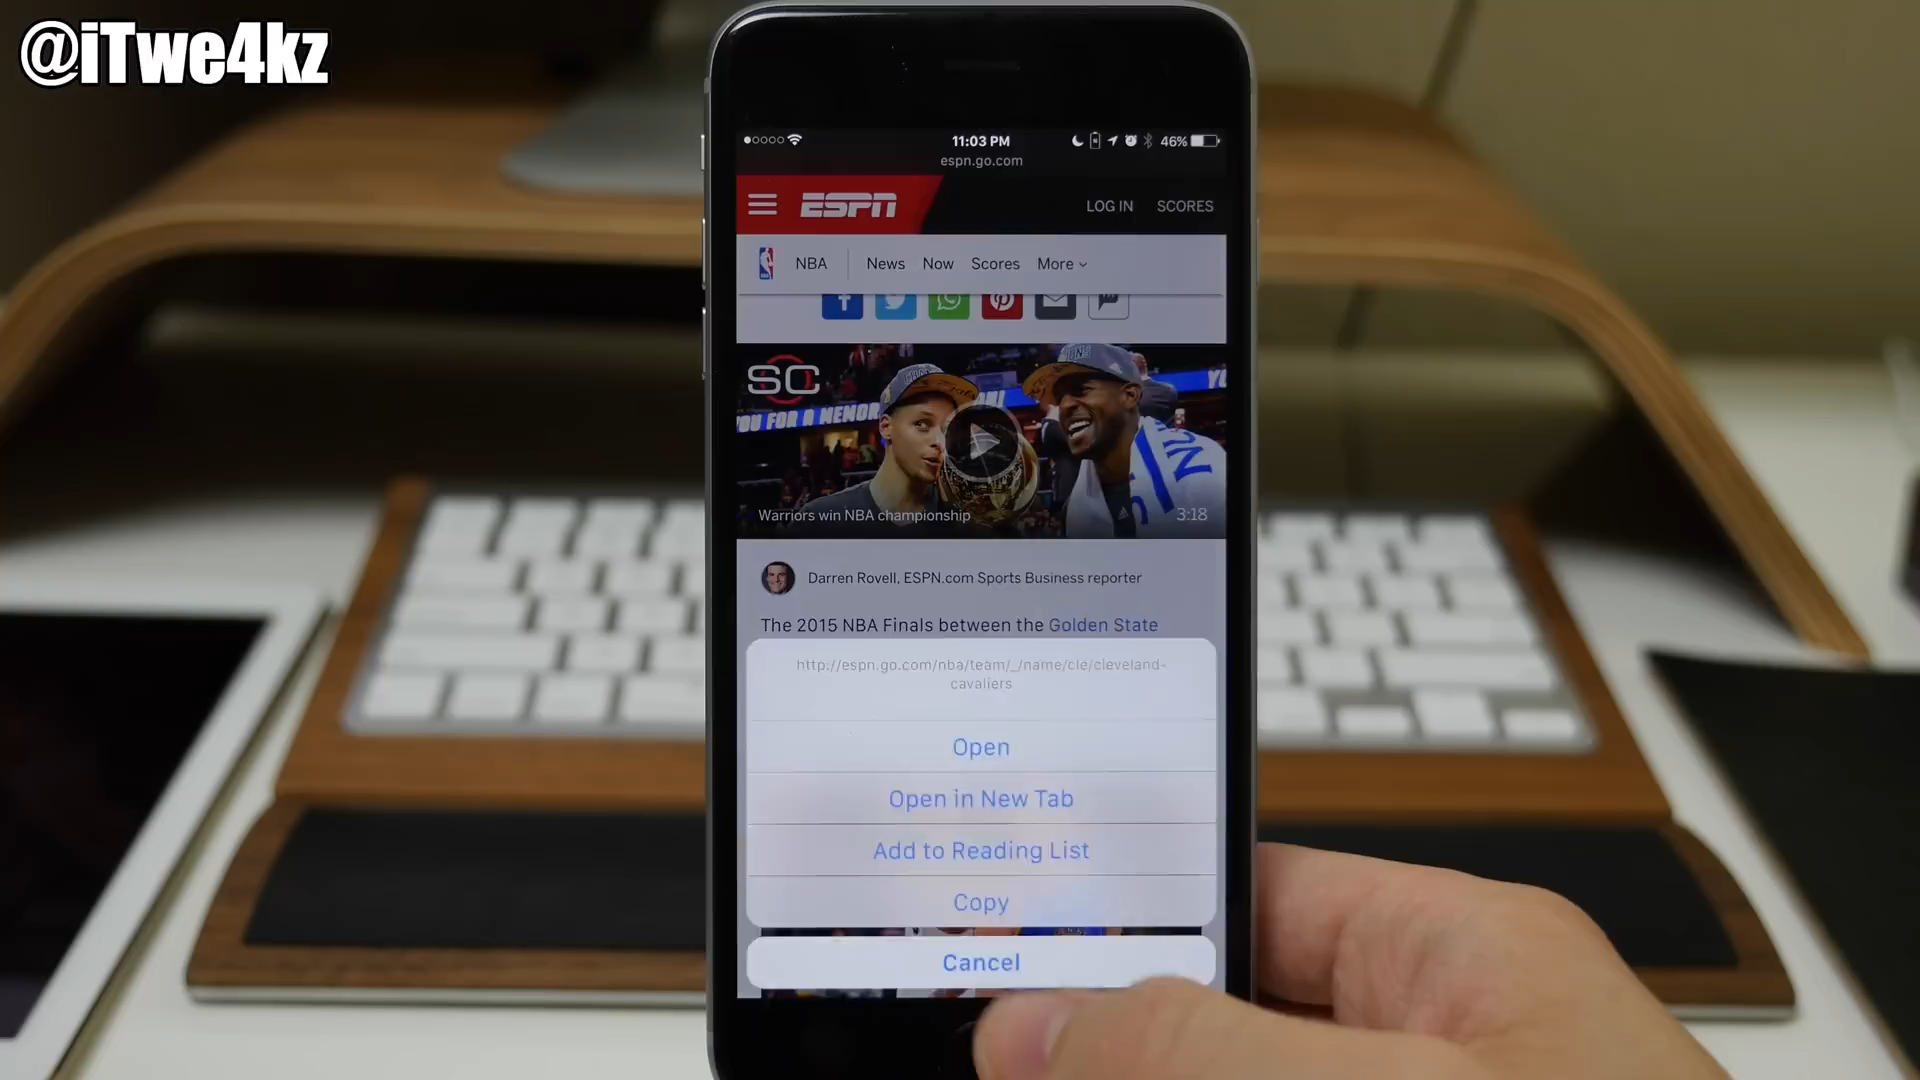 @iTwe4kz
11:03 PM
46%
espn.go.com
ESPN
LOG IN
SCORES
NBA
News
Now
Scores
More
SC
YOU FOR A MEMOR
Warriors win NBA championship
3:18
Darren Rovell, ESPN.com Sports Business reporter
The 2015 NBA Finals between the Golden State
http://espn.go.com/nba/team/_/name/cle/cleveland-
cavaliers
Open
Open in New Tab
Add to Reading List
Copy
Cancel